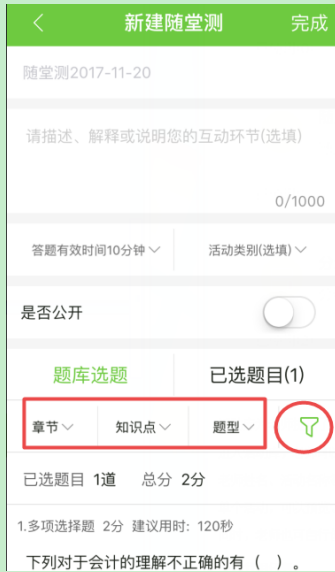 新建随堂测 完成
随堂测2017-11-20
请描述、解释或说明您的互动环节(选填)
0/1000
答题有效时间10分钟 活动类别(选填)
是否公开
题库选题 已选题目(1)
章节 知识点 题型
已选题目 1道 总分 2分
1.多项选择题 2分 建议用时: 120秒
下列对于会计的理解不正确的有（ ）。